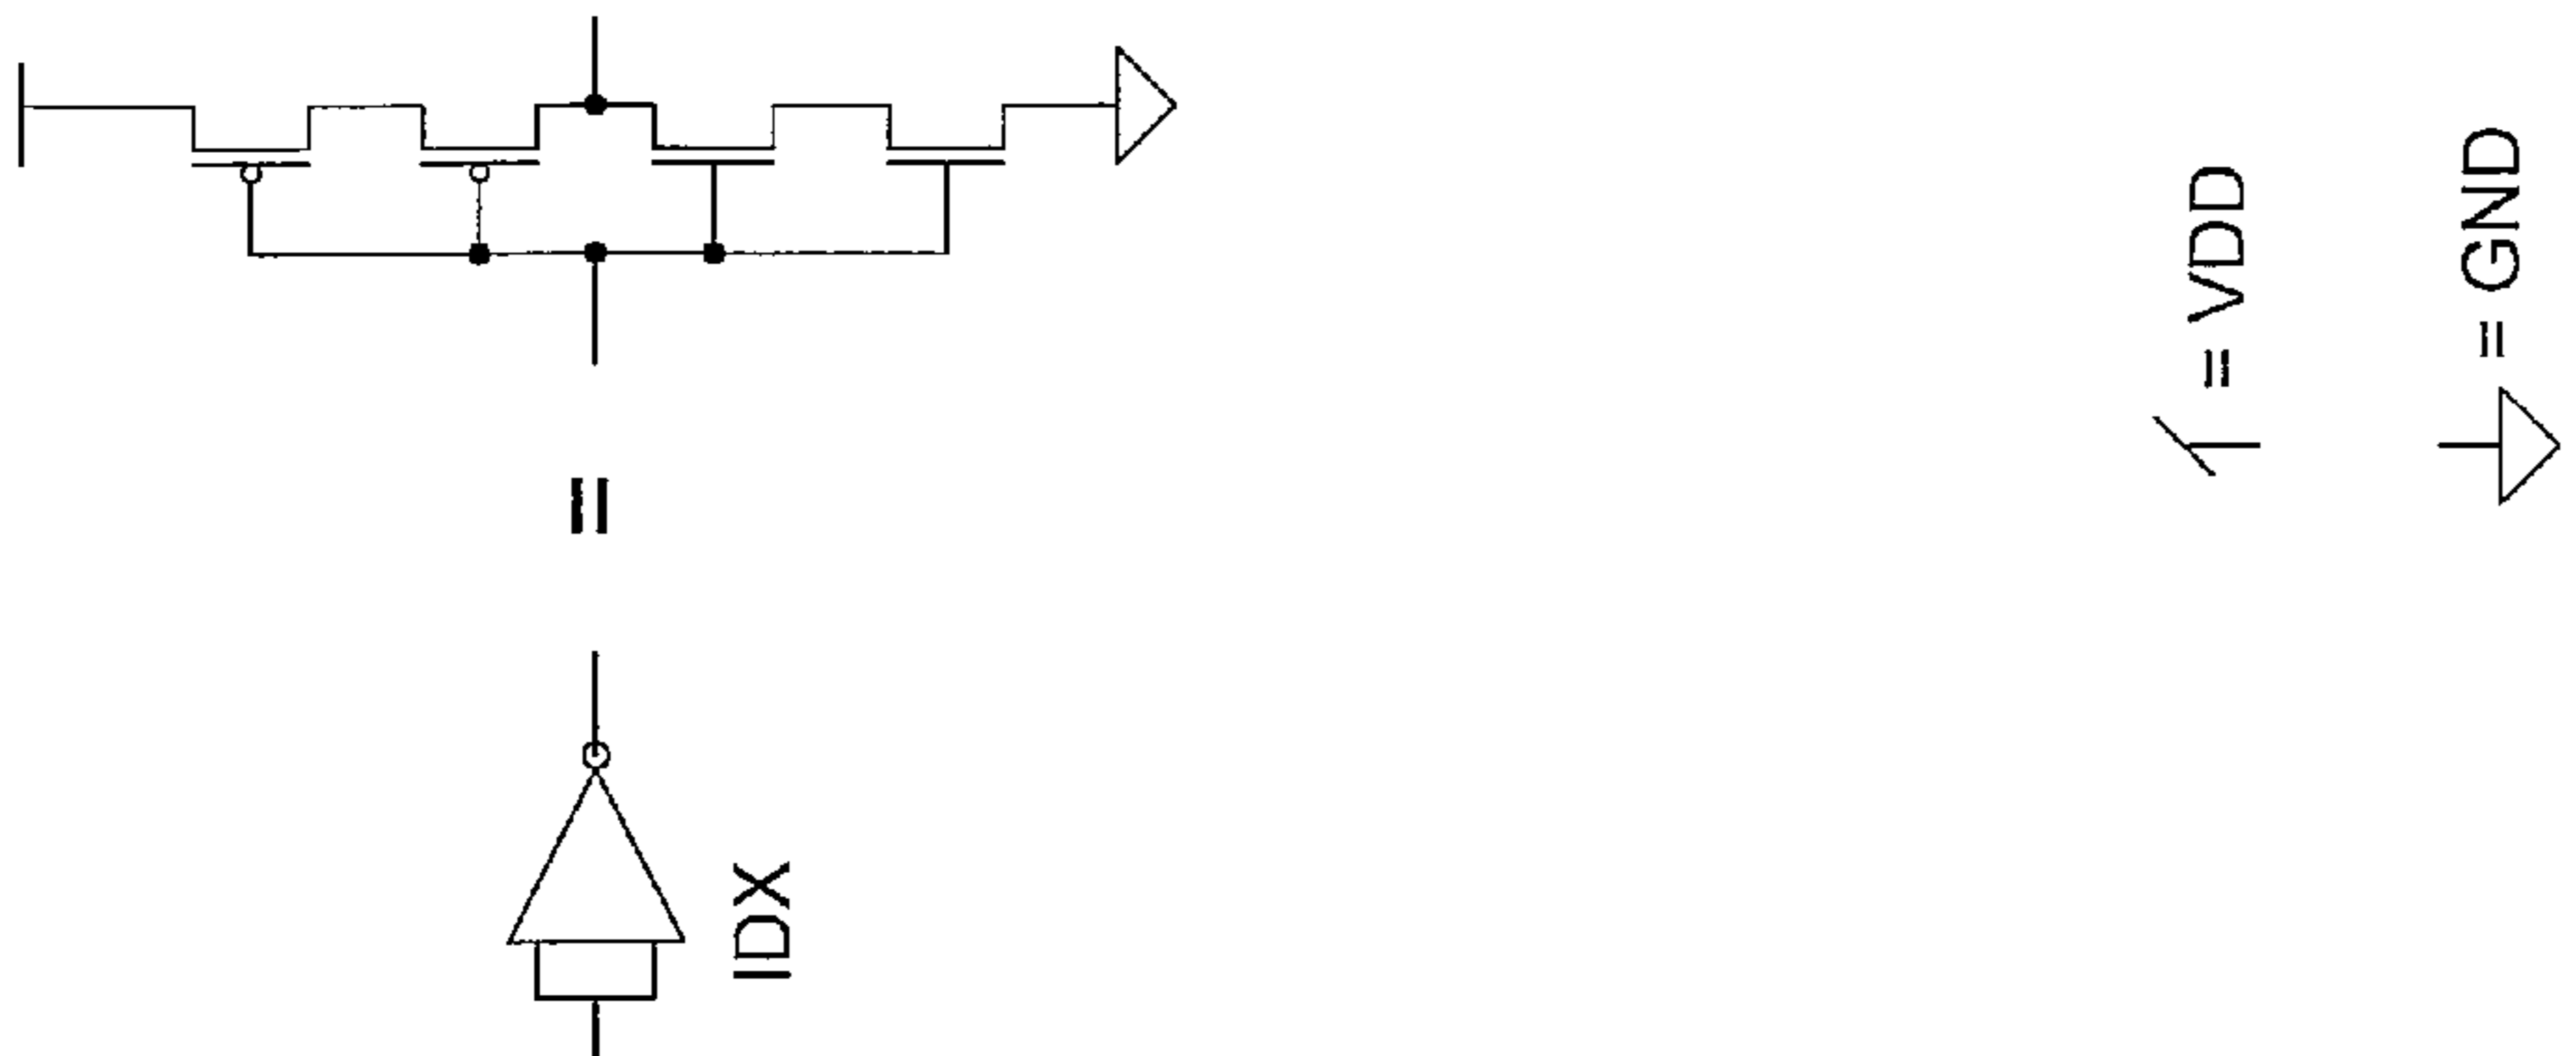 IDX
= VDD
= GND